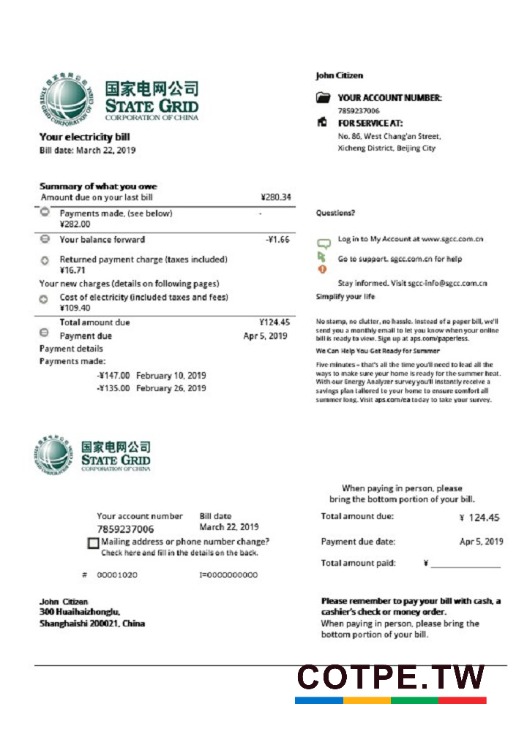 国家电网公司
STATE GRID
CORPORATION OF CHINA
Your electricity bill
Bill date: March 22, 2019
John Citizen
YOUR ACCOUNT NUMBER:
7859237006
FOR SERVICE AT:
No. 86, West Chang'an Street,
Xicheng District, Beijing City
Summary of what you owe
Amount due on your last bill ¥280.34
Payments made, (see below) -
¥282.00
Your balance forward -¥1.66
Returned payment charge (taxes included)
¥16.71
Your new charges (details on following pages)
Cost of electricity (included taxes and fees)
¥109.40
Total amount due ¥124.45
Payment due Apr 5, 2019
Payment details
Payments made:
-¥147.00 February 10, 2019
-¥135.00 February 26, 2019
Questions?
Log in to My Account at www.sgcc.com.cn
Go to support. sgcc.com.cn for help
Stay informed. Visit sgcc-info@sgcc.com.cn
Simplify your life
No stamp, no clutter, no hassle. Instead of a paper bill, we'll
send you a monthly email to let you know when your online
bill is ready to view. Sign up at aps.com/paperless.
We Can Help You Get Ready for Summer
Five minutes – that's all the time you'll need to lead all the
ways to make sure your home is ready for the summer heat.
With our Energy Analyzer survey you'll instantly receive a
savings plan tailored to your home to ensure comfort all
summer long. Visit aps.com/ea today to take your survey.
国家电网公司
STATE GRID
CORPORATION OF CHINA
Your account number Bill date
7859237006 March 22, 2019
Mailing address or phone number change?
Check here and fill in the details on the back.
# 00001020 I=0000000000
John Citizen
300 Huaihaizhonglu,
Shanghaishi 200021, China
When paying in person, please
bring the bottom portion of your bill.
Total amount due: ¥ 124.45
Payment due date: Apr 5, 2019
Total amount paid: ¥
Please remember to pay your bill with cash, a
cashier's check or money order.
When paying in person, please bring the
bottom portion of your bill.
COTPE.TW